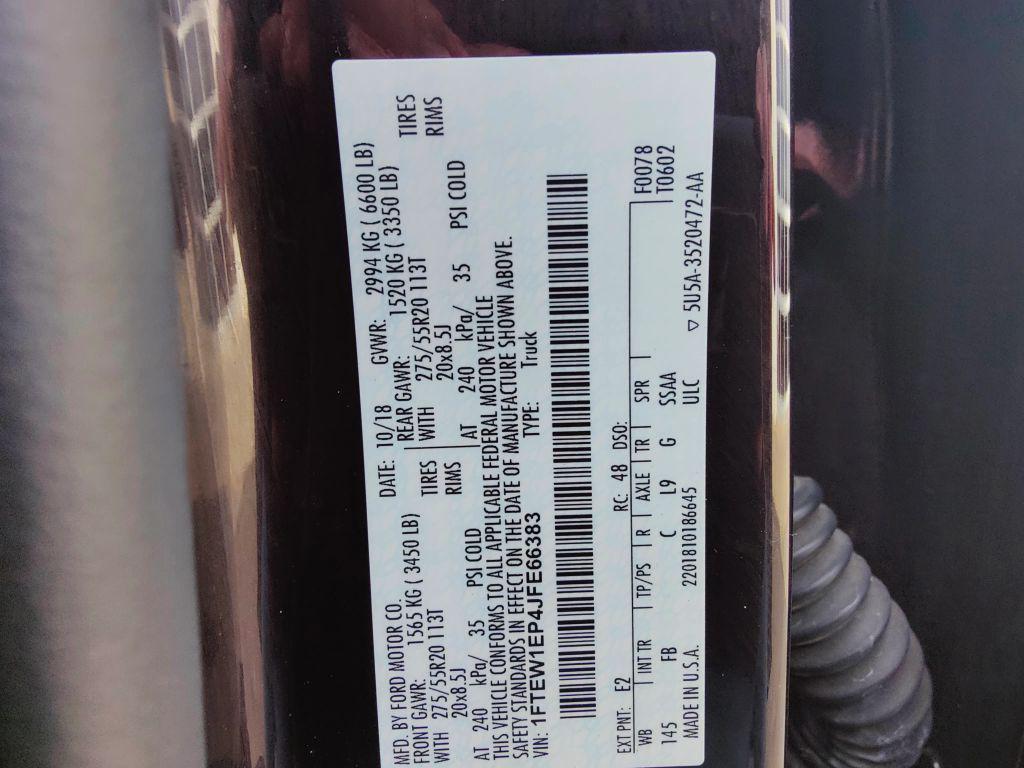 MFD. BY FORD MOTOR CO.
DATE: 10/18 GVWR: 2994 KG ( 6600 LB)
FRONT GAWR: 1565 KG ( 3450 LB) REAR GAWR: 1520 KG ( 3350 LB)
WITH 275/55R20 113T TIRES WITH 275/55R20 113T TIRES
20x8.5J RIMS 20x8.5J RIMS
AT 240 kPa/ 35 PSI COLD AT 240 kPa/ 35 PSI COLD
THIS VEHICLE CONFORMS TO ALL APPLICABLE FEDERAL MOTOR VEHICLE
SAFETY STANDARDS IN EFFECT ON THE DATE OF MANUFACTURE SHOWN ABOVE.
VIN: 1FTEW1EP4JFE66383 TYPE: Truck
EXT PNT: E2 RC: 48 DSO: F0078
WB INT TR TP/PS R AXLE TR SPR T0602
145 FB C L9 G SSAA
MADE IN U.S.A. 220181018664​5 ULC ▽ 5U5A-3520472-AA